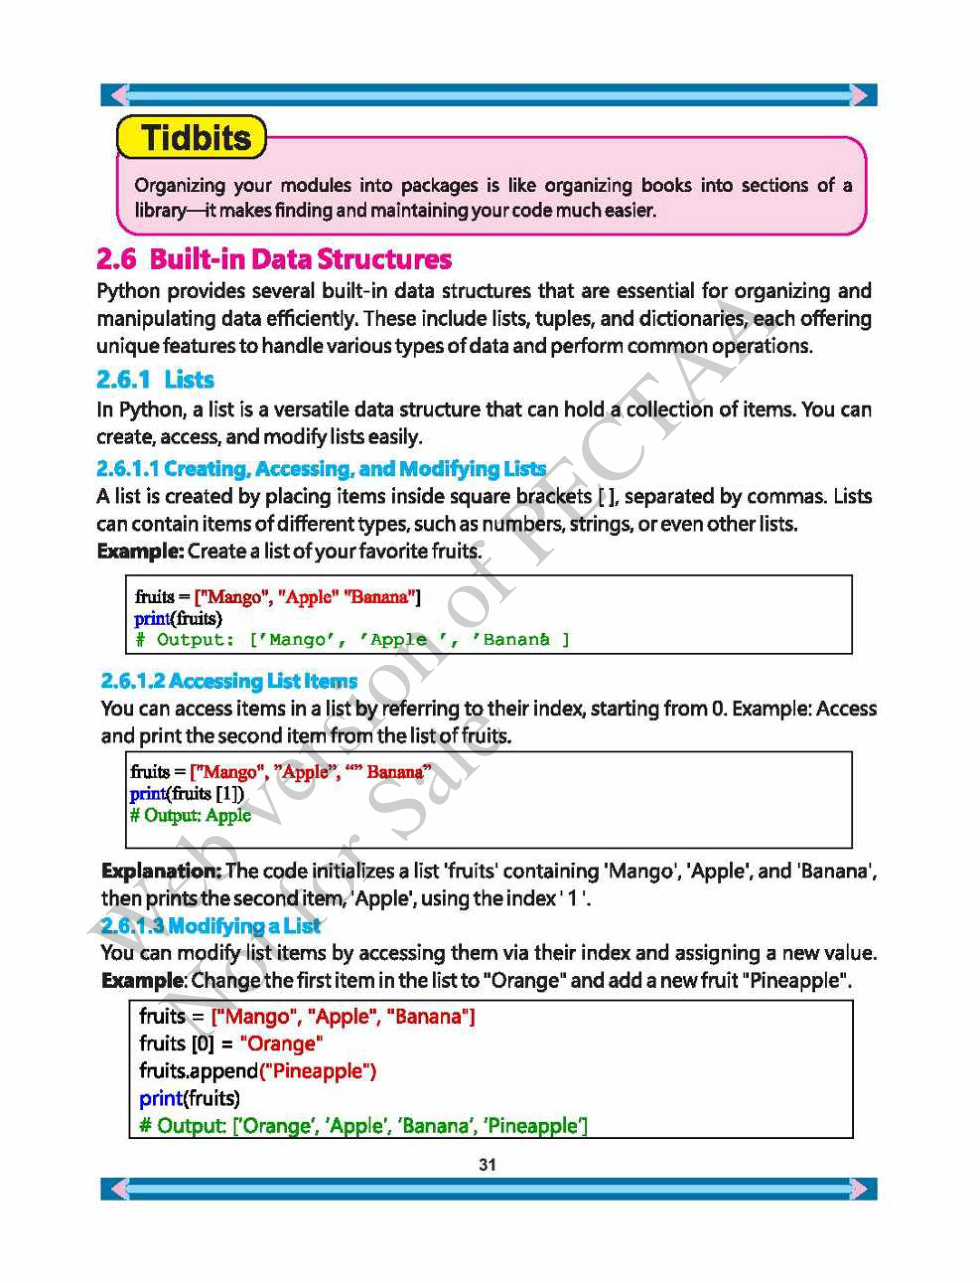 Tidbits
Organizing your modules into packages is like organizing books into sections of a
library—it makes finding and maintaining your code much easier.
2.6 Built-in Data Structures
Python provides several built-in data structures that are essential for organizing and
manipulating data efficiently. These include lists, tuples, and dictionaries, each offering
unique features to handle various types of data and perform common operations.
2.6.1 Lists
In Python, a list is a versatile data structure that can hold a collection of items. You can
create, access, and modify lists easily.
2.6.1.1 Creating, Accessing, and Modifying Lists
A list is created by placing items inside square brackets [ ], separated by commas. Lists
can contain items of different types, such as numbers, strings, or even other lists.
Example: Create a list of your favorite fruits.
fruits = ["Mango", "Apple" "Banana"]
print(fruits)
# Output: ['Mango', 'Apple ', 'Banana ]
2.6.1.2 Accessing List Items
You can access items in a list by referring to their index, starting from 0. Example: Access
and print the second item from the list of fruits.
fruits = ["Mango", ”Apple”, “” Banana”
print(fruits [1])
# Output: Apple
Explanation: The code initializes a list 'fruits' containing 'Mango', 'Apple', and 'Banana',
then prints the second item, 'Apple', using the index ' 1 '.
2.6.1.3 Modifying a List
You can modify list items by accessing them via their index and assigning a new value.
Example: Change the first item in the list to "Orange" and add a new fruit "Pineapple".
fruits = ["Mango", "Apple", "Banana"]
fruits [0] = "Orange"
fruits.append("Pineapple")
print(fruits)
# Output: ['Orange', 'Apple', 'Banana', 'Pineapple']
31
Web version of PECTAA
Not for Sale